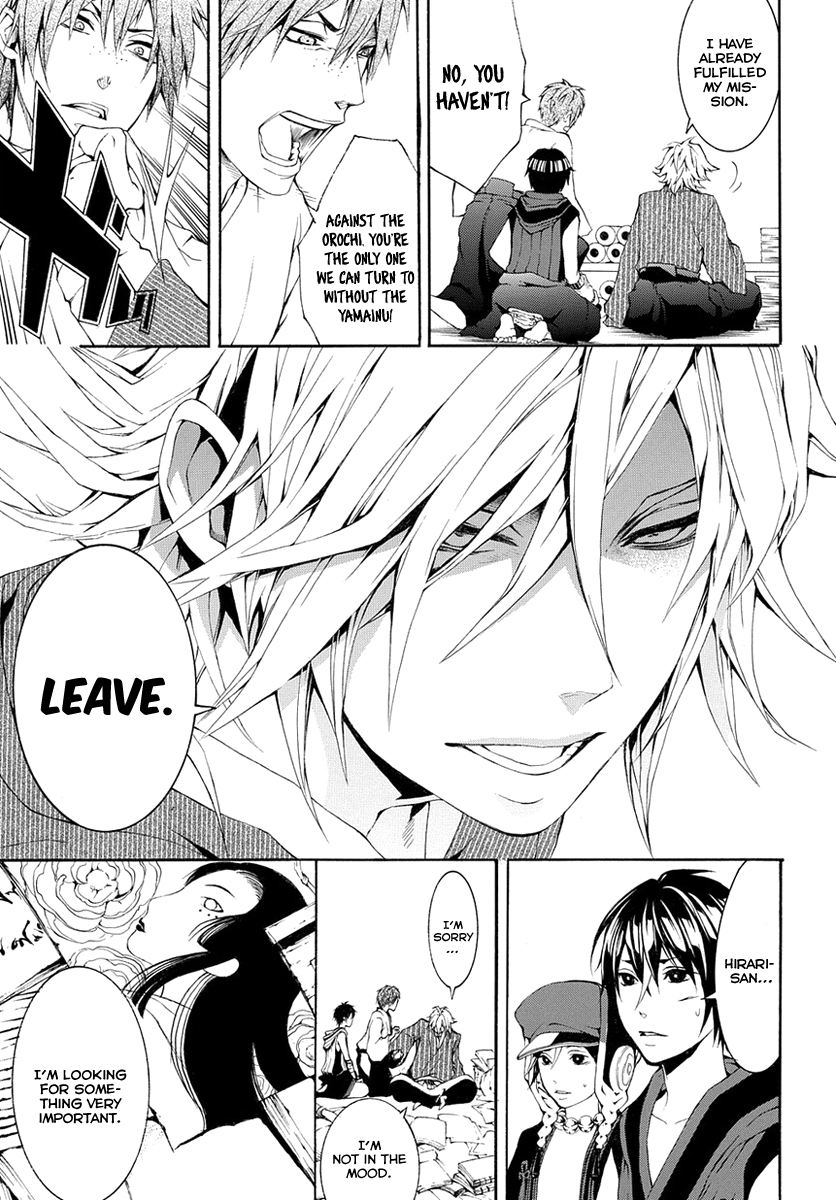 I HAVE
ALREADY
FULFILLED
MY MIS-
SION.
NO, YOU
HAVEN'T!
AGAINST THE
OROCHI. YOU'RE
THE ONLY ONE
WE CAN TURN TO
WITHOUT THE
YAMAINU!
LEAVE.
HIRARI-
SAN...
I'M
SORRY
...
I'M
NOT IN THE
MOOD.
I'M LOOKING
FOR SOME-
THING VERY
IMPORTANT.